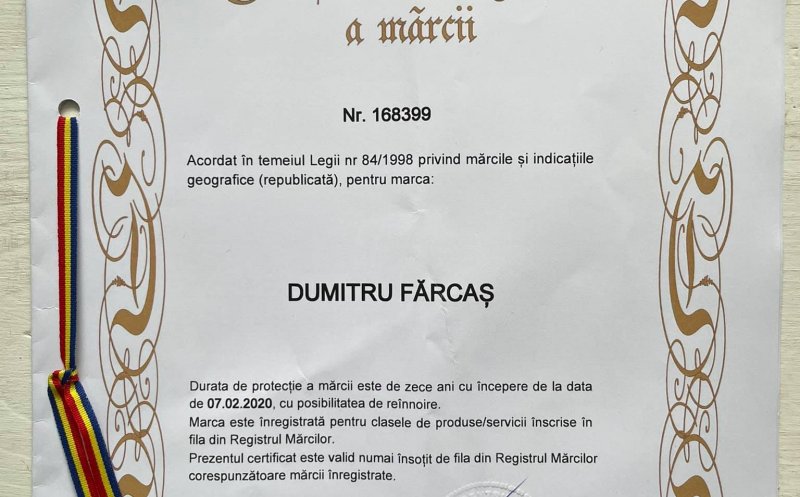 a mărcii
Nr. 168399
Acordat în temeiul Legii nr 84/1998 privind mărcile și indicațiile
geografice (republicată), pentru marca:
DUMITRU FĂRCAȘ
Durata de protecție a mărcii este de zece ani cu începere de la data
de 07.02.2020, cu posibilitatea de reînnoire.
Marca este înregistrată pentru clasele de produse/servicii înscrise în
fila din Registrul Mărcilor.
Prezentul certificat este valid numai însoțit de fila din Registrul Mărcilor
corespunzătoare mărcii înregistrate.